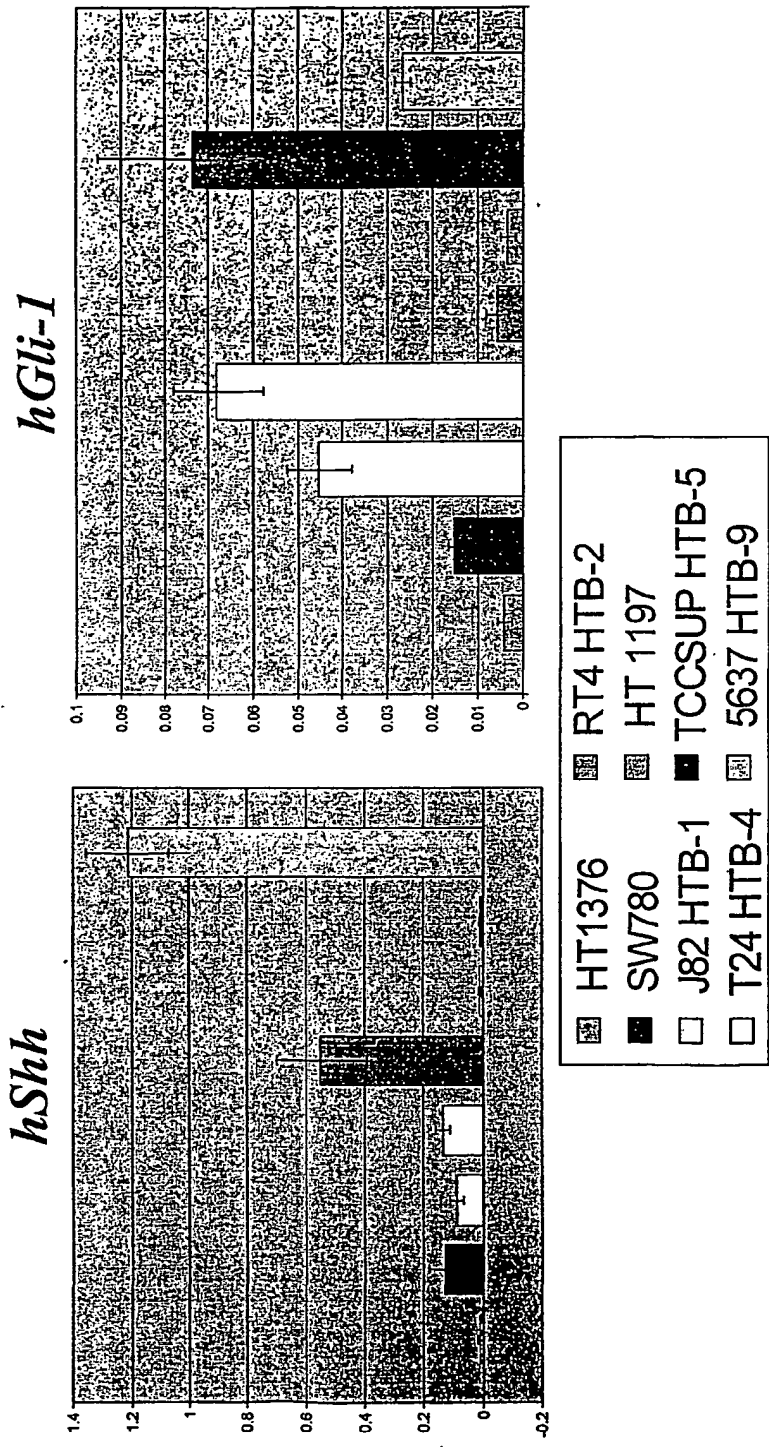 hShh
1.4
1.2
1
0.8
0.6
0.4
0.2
0
-0.2
hGli-1
0.1
0.09
0.08
0.07
0.06
0.05
0.04
0.03
0.02
0.01
0
HT1376
RT4 HTB-2
SW780
HT 1197
J82 HTB-1
TCCSUP HTB-5
T24 HTB-4
5637 HTB-9